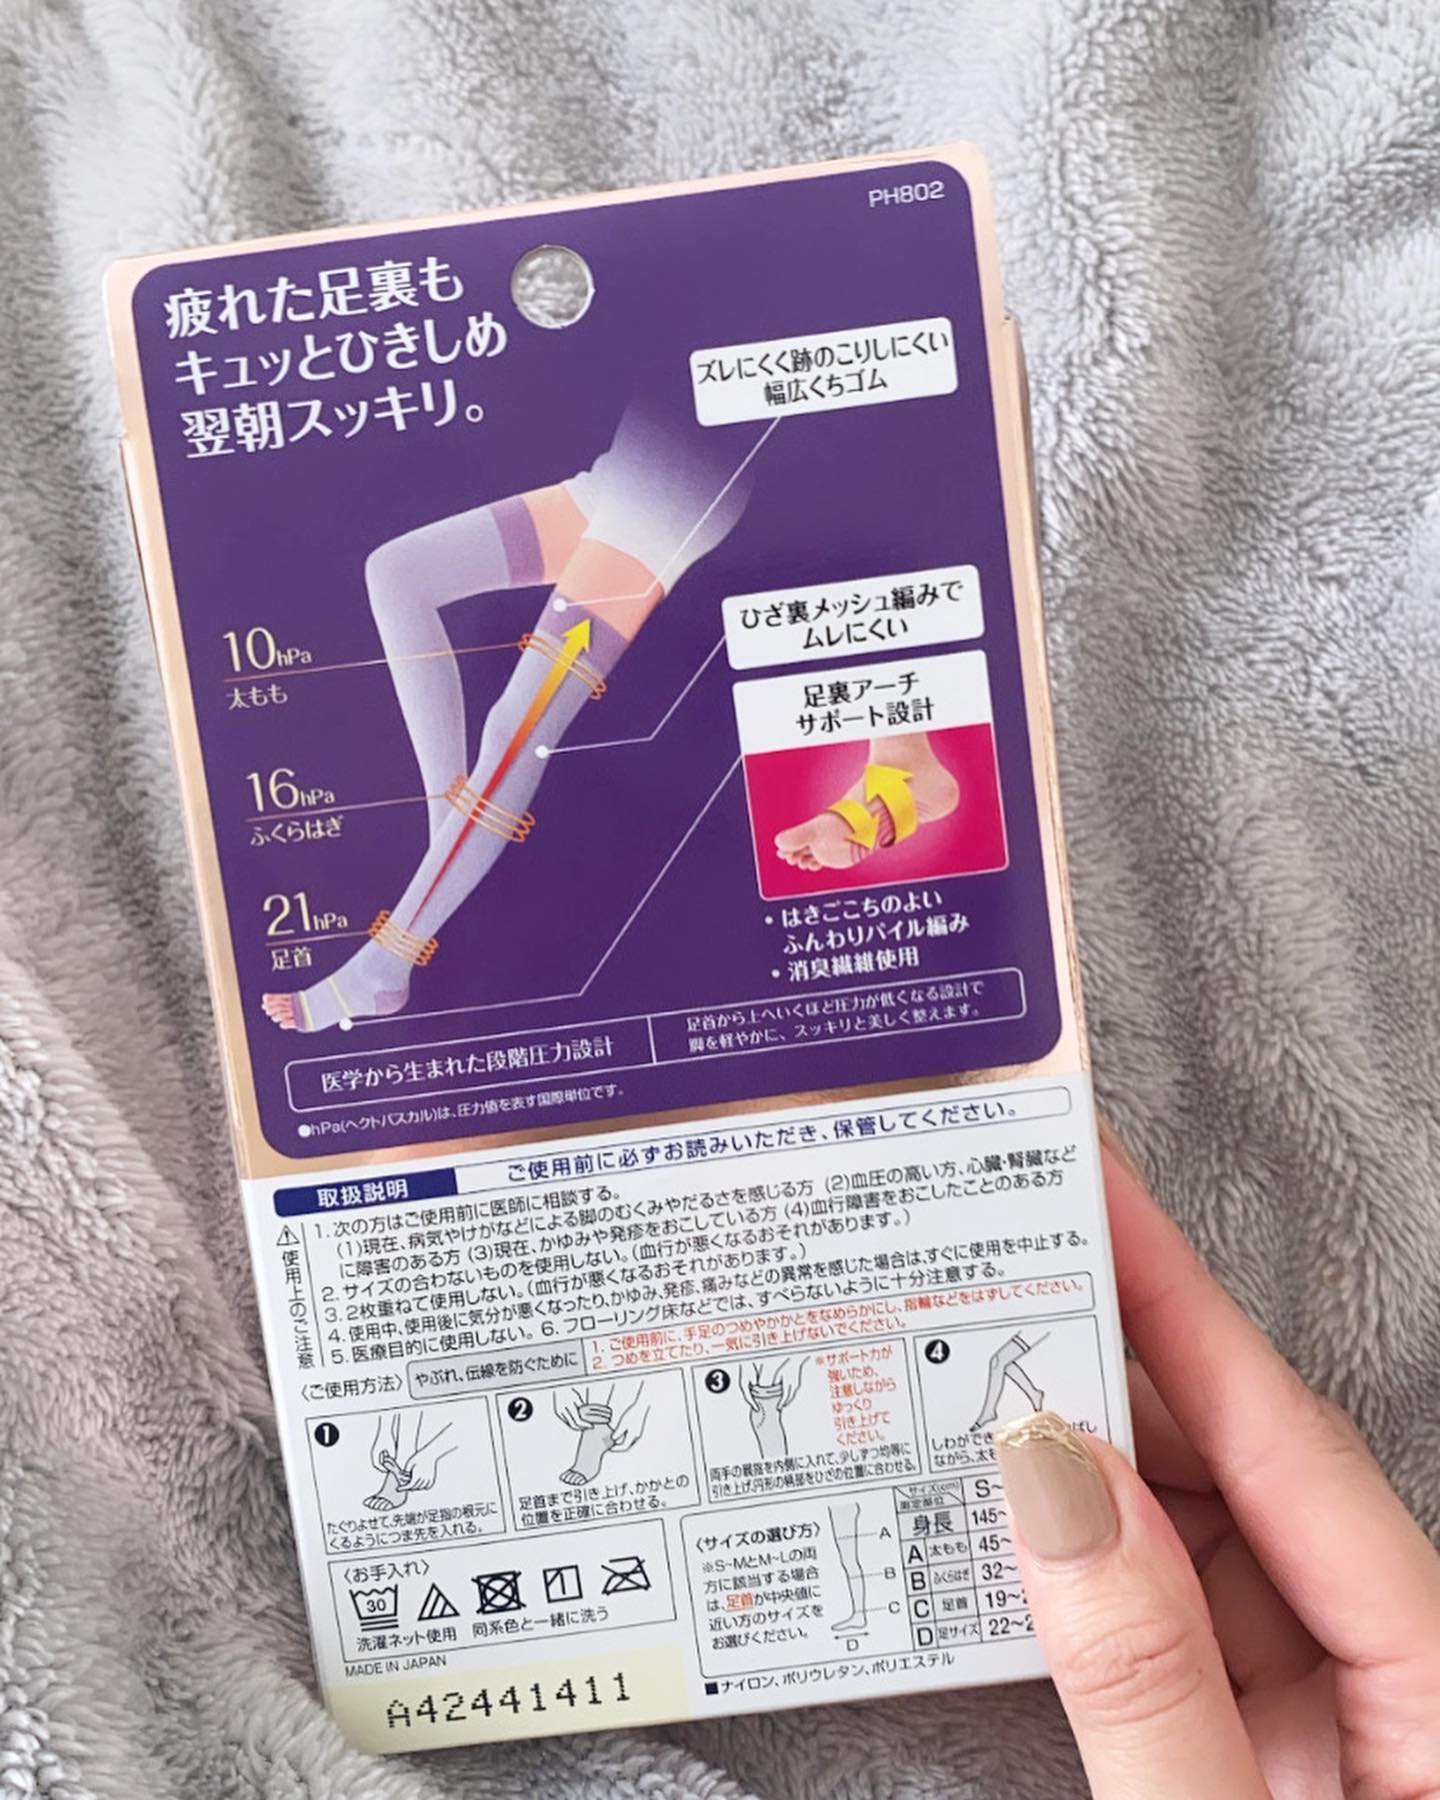 PH802
疲れた足裏も
キュッとひきしめ
翌朝スッキリ。
ズレにくく跡のこりしにくい
幅広くちゴム
10hPa
太もも
ひざ裏メッシュ編みで
ムレにくい
足裏アーチ
サポート設計
16hPa
ふくらはぎ
21hPa
足首
・はきごこちのよい
ふんわりパイル編み
・消臭繊維使用
医学から生まれた段階圧力設計
足首から上へいくほど圧力が低くなる設計で
脚を軽やかに、スッキリと美しく整えます。
●hPa(ヘクトパスカル)は、圧力値を表す国際単位です。
取扱説明
ご使用前に必ずお読みいただき、保管してください。
使用上のご注意
1. 次の方はご使用前に医師に相談する。
(1)現在、病気やけがなどによる脚のむくみやだるさを感じる方 (2)血圧の高い方、心臓・腎臓など
に障害のある方 (3)現在、かゆみや発疹をおこしている方 (4)血行障害をおこしたことのある方
2. サイズの合わないものを使用しない。(血行が悪くなるおそれがあります。)
3. 2枚重ねて使用しない。(血行が悪くなるおそれがあります。)
4. 使用中、使用後に気分が悪くなったり、かゆみ、発疹、痛みなどの異常を感じた場合は、すぐに使用を中止する。
5. 医療目的に使用しない。 6. フローリング床などでは、すべらないように十分注意する。
〈ご使用方法〉
やぶれ、伝線を防ぐために
1. ご使用前に、手足のつめやかかとをなめらかにし、指輪などをはずしてください。
2. つめを立てたり、一気に引き上げないでください。
1
たぐりよせて、先端が足指の根元に
くるようにつま先を入れる。
2
足首まで引き上げ、かかとの
位置を正確に合わせる。
3
※サポート力が
強いため、
注意しながら
ゆっくり
引き上げて
ください。
両手の親指を内側に入れて、少しずつ均等に
引き上げ、円形の柄部をひざの位置に合わせる。
4
しわができ
ばし
ながら、太も
〈お手入れ〉
30
洗濯ネット使用 同系色と一緒に洗う
MADE IN JAPAN
A42441411
〈サイズの選び方〉
※S~MとM~Lの両
方に該当する場合
は、足首が中央値に
近い方のサイズを
お選びください。
A
B
C
D
サイズ(cm)
測定部位
S~
身長 145~
A 太もも 45~
B ふくらはぎ 32~
C 足首 19~2
D 足サイズ 22~2
■ナイロン、ポリウレタン、ポリエステル